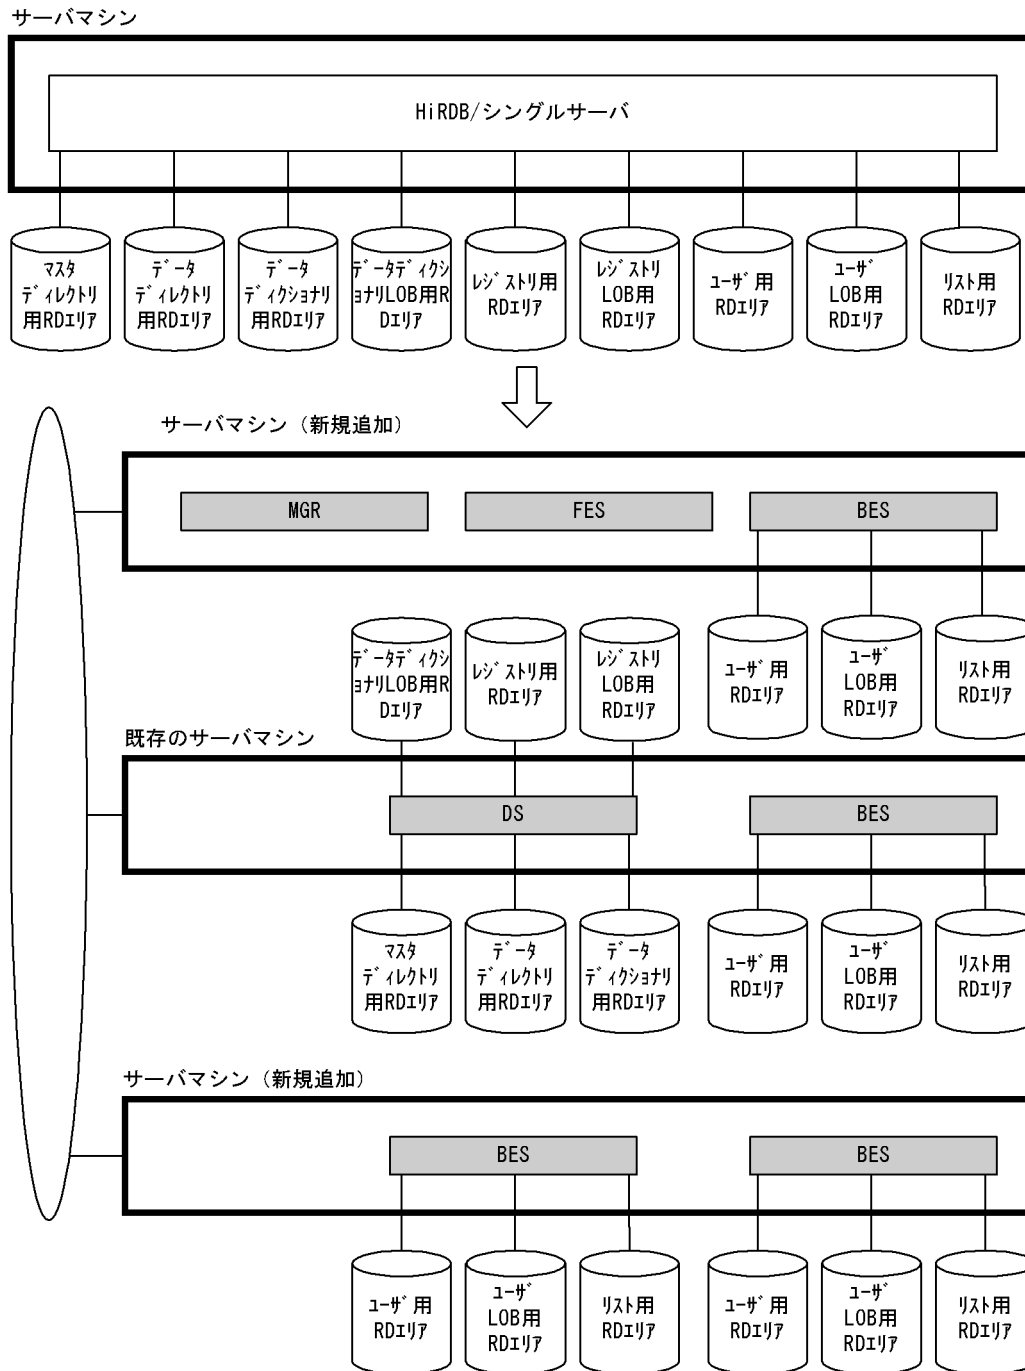 サーバマシン
HiRDB/シングルサーバ
マスタ
ディレクトリ
用RDエリア
データ
ディレクトリ
用RDエリア
データ
ディクショナリ
用RDエリア
データディクシ
ョナリLOB用R
Dエリア
レジストリ用
RDエリア
レジストリ
LOB用
RDエリア
ユーザ用
RDエリア
ユーザ
LOB用
RDエリア
リスト用
RDエリア
サーバマシン（新規追加）
MGR
FES
BES
データディクシ
ョナリLOB用R
Dエリア
レジストリ用
RDエリア
レジストリ
LOB用
RDエリア
ユーザ用
RDエリア
ユーザ
LOB用
RDエリア
リスト用
RDエリア
既存のサーバマシン
DS
BES
マスタ
ディレクトリ
用RDエリア
データ
ディレクトリ
用RDエリア
データ
ディクショナリ
用RDエリア
ユーザ用
RDエリア
ユーザ
LOB用
RDエリア
リスト用
RDエリア
サーバマシン（新規追加）
BES
BES
ユーザ用
RDエリア
ユーザ
LOB用
RDエリア
リスト用
RDエリア
ユーザ用
RDエリア
ユーザ
LOB用
RDエリア
リスト用
RDエリア